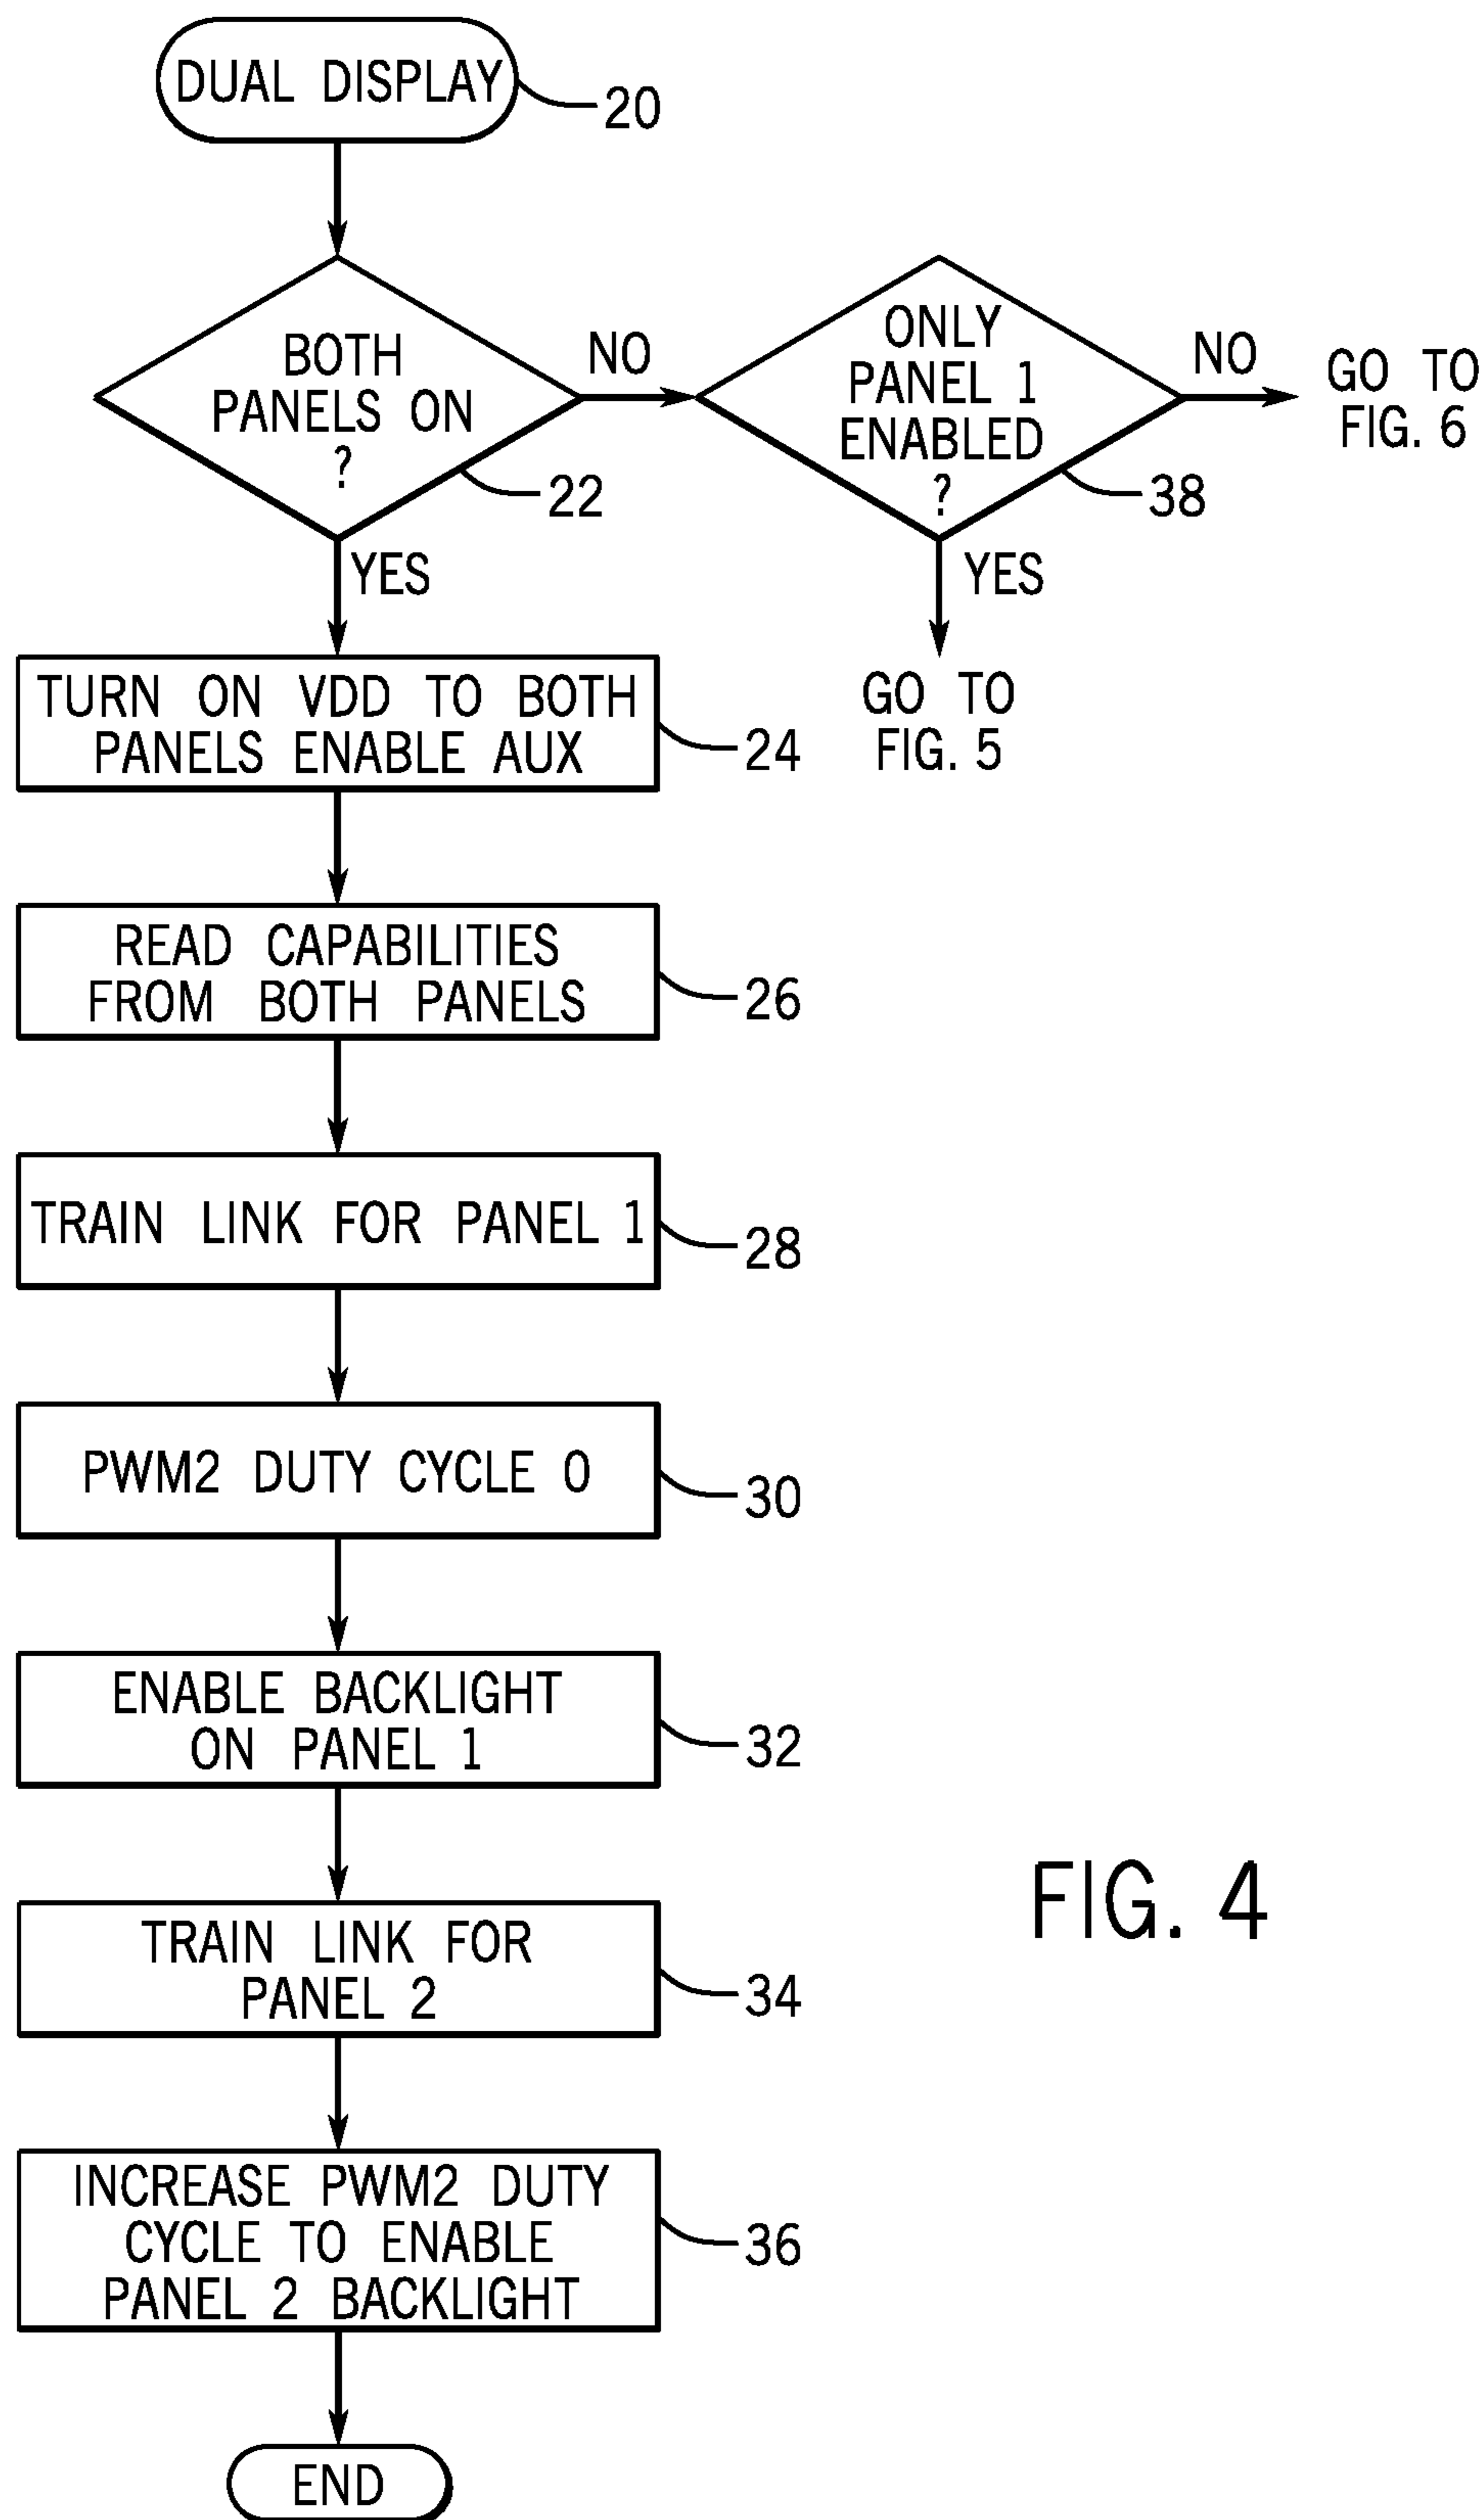 DUAL DISPLAY
20
BOTH
PANELS ON
?
22
NO
ONLY
PANEL 1
ENABLED
?
38
NO
GO TO
FIG. 6
YES
YES
GO TO
FIG. 5
TURN ON VDD TO BOTH
PANELS ENABLE AUX
24
READ CAPABILITIES
FROM BOTH PANELS
26
TRAIN LINK FOR PANEL 1
28
PWM2 DUTY CYCLE 0
30
ENABLE BACKLIGHT
ON PANEL 1
32
TRAIN LINK FOR
PANEL 2
34
INCREASE PWM2 DUTY
CYCLE TO ENABLE
PANEL 2 BACKLIGHT
36
END
FIG. 4